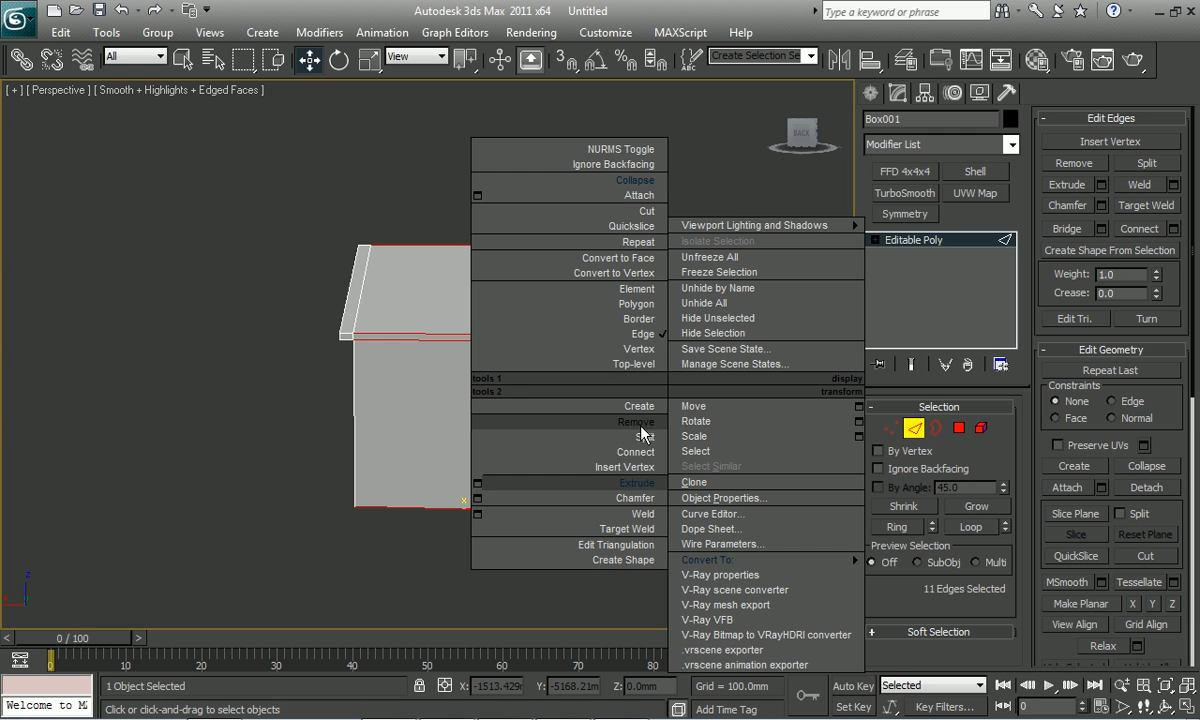 Autodesk 3ds Max 2011 x64 Untitled
Type a keyword or phrase
Edit Tools Group Views Create Modifiers Animation Graph Editors Rendering Customize MAXScript Help
All View Create Selection Se
[ + ] [ Perspective ] [ Smooth + Highlights + Edged Faces ]
BACK
NURMS Toggle
Ignore Backfacing
Collapse
Attach
Cut
Quickslice
Repeat
Convert to Face
Convert to Vertex
Element
Polygon
Border
Edge
Vertex
Top-level
tools 1
tools 2
Create
Remove
Connect
Insert Vertex
Extrude
Chamfer
Weld
Target Weld
Edit Triangulation
Create Shape
Viewport Lighting and Shadows
Isolate Selection
Unfreeze All
Freeze Selection
Unhide by Name
Unhide All
Hide Unselected
Hide Selection
Save Scene State...
Manage Scene States...
display
transform
Move
Rotate
Scale
Select
Select Similar
Clone
Object Properties...
Curve Editor...
Dope Sheet...
Wire Parameters...
Convert To:
V-Ray properties
V-Ray scene converter
V-Ray mesh export
V-Ray VFB
V-Ray Bitmap to VRayHDRI converter
.vrscene exporter
.vrscene animation exporter
Box001
Modifier List
FFD 4x4x4 Shell
TurboSmooth UVW Map
Symmetry
Editable Poly
- Selection
By Vertex
Ignore Backfacing
By Angle: 45.0
Shrink Grow
Ring Loop
Preview Selection
Off SubObj Multi
11 Edges Selected
+ Soft Selection
- Edit Edges
Insert Vertex
Remove Split
Extrude Weld
Chamfer Target Weld
Bridge Connect
Create Shape From Selection
Weight: 1.0
Crease: 0.0
Edit Tri. Turn
- Edit Geometry
Repeat Last
Constraints
None Edge
Face Normal
Preserve UVs
Create Collapse
Attach Detach
Slice Plane Split
Slice Reset Plane
QuickSlice Cut
MSmooth Tessellate
Make Planar X Y Z
View Align Grid Align
Relax
x
z
< 0 / 100 >
0 10 20 30 40 50 60 70 80
1 Object Selected X: -1513.429m Y: -5168.21m Z: 0.0mm Grid = 100.0mm Auto Key Selected
Welcome to M Click or click-and-drag to select objects Add Time Tag Set Key Key Filters... 0